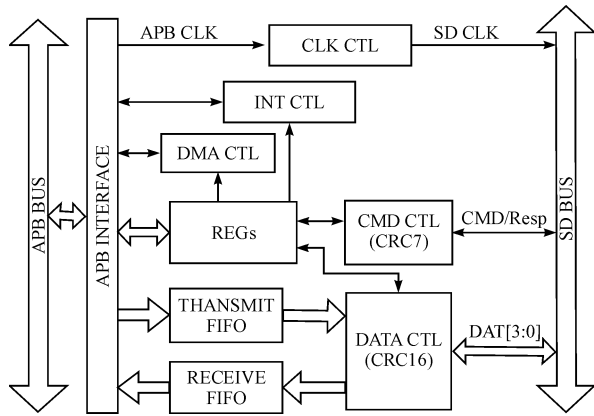 APB CLK
CLK CTL
SD CLK
INT CTL
DMA CTL
APB BUS
APB INTERFACE
REGs
CMD CTL
(CRC7)
CMD/Resp
SD BUS
THANSMIT
FIFO
DATA CTL
(CRC16)
DAT[3:0]
RECEIVE
FIFO